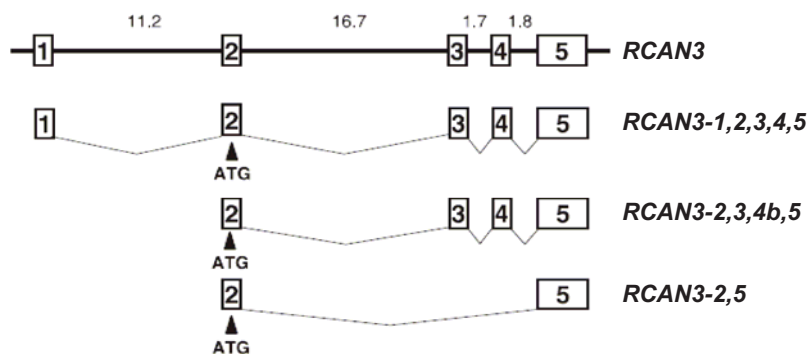 11.2 16.7 1.7 1.8
1 2 3 4 5 RCAN3
1 2 3 4 5 RCAN3-1,2,3,4,5
ATG
2 3 4 5 RCAN3-2,3,4b,5
ATG
2 5 RCAN3-2,5
ATG